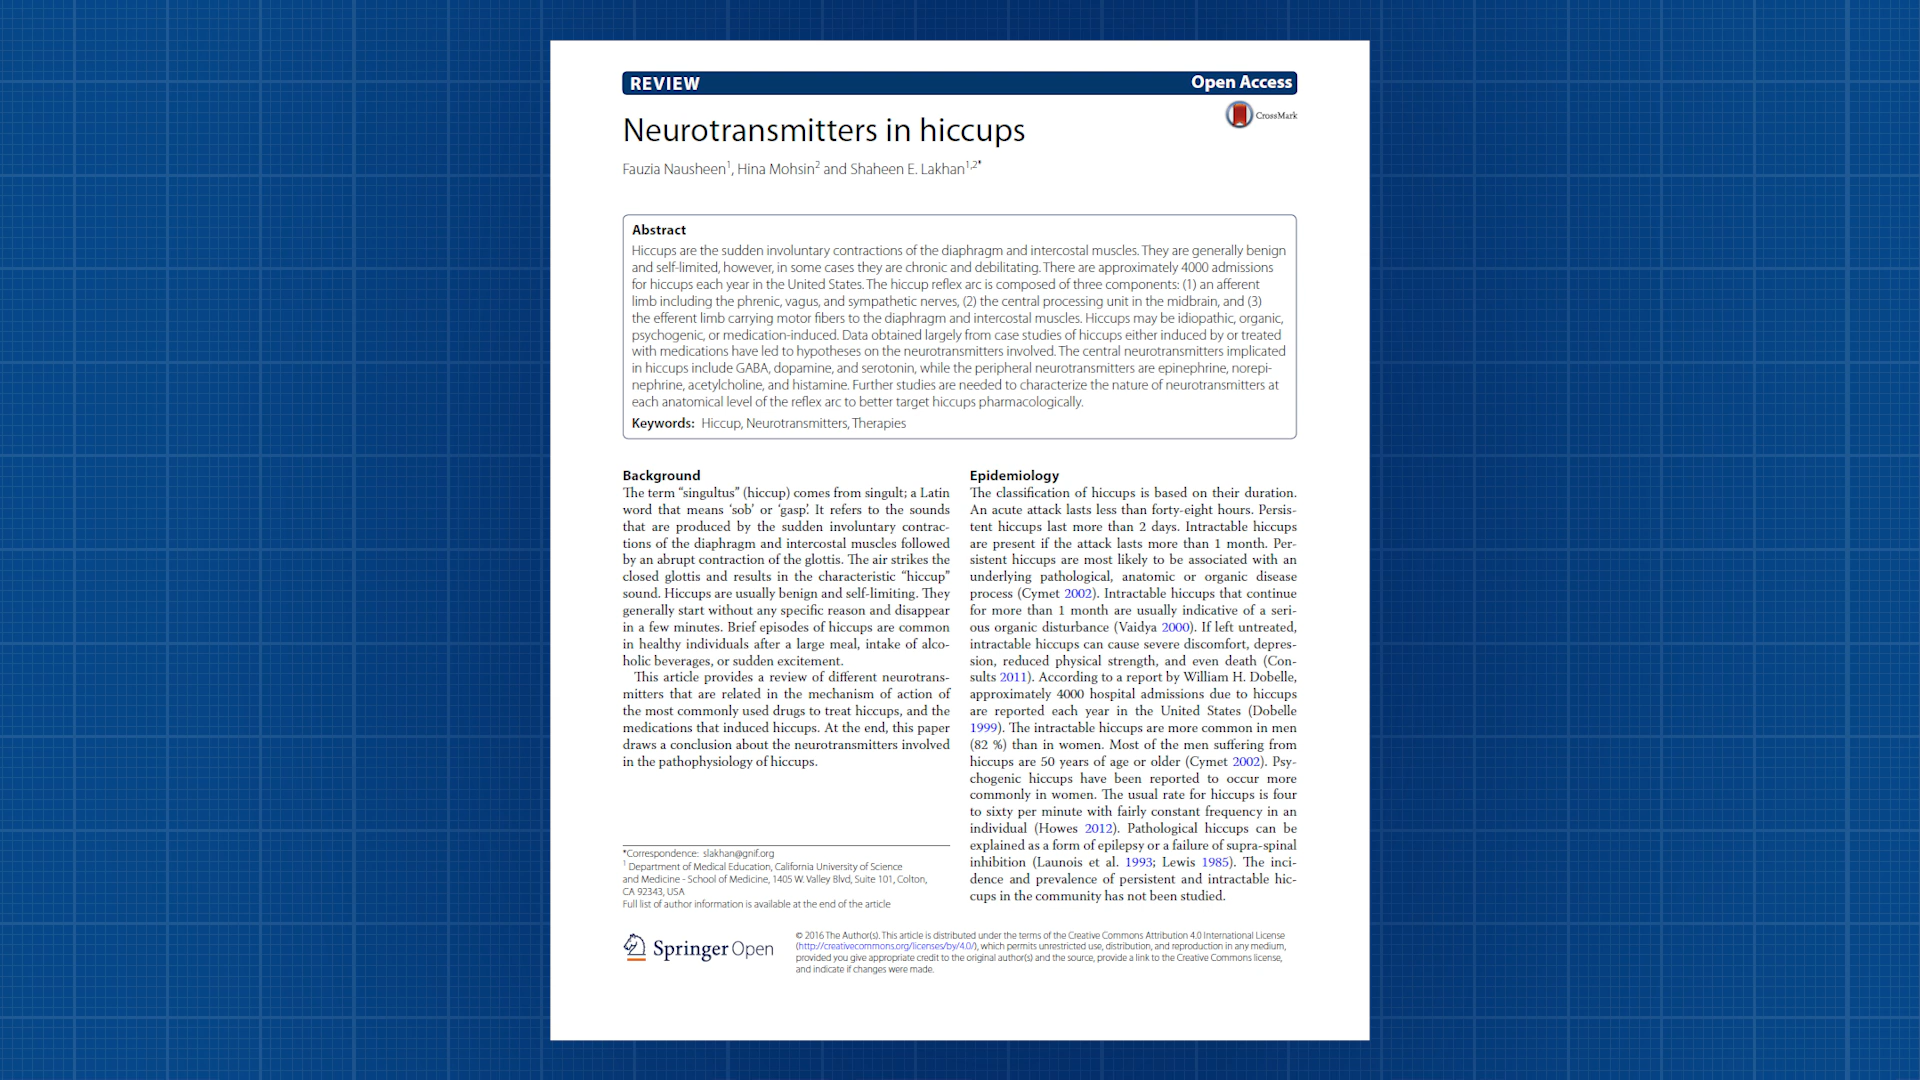 REVIEW
Open Access
CrossMark
Neurotransmitters in hiccups
Fauzia Nausheen1, Hina Mohsin2 and Shaheen E. Lakhan1,2*
Abstract
Hiccups are the sudden involuntary contractions of the diaphragm and intercostal muscles. They are generally benign
and self-limited, however, in some cases they are chronic and debilitating. There are approximately 4000 admissions
for hiccups each year in the United States. The hiccup reflex arc is composed of three components: (1) an afferent
limb including the phrenic, vagus, and sympathetic nerves, (2) the central processing unit in the midbrain, and (3)
the efferent limb carrying motor fibers to the diaphragm and intercostal muscles. Hiccups may be idiopathic, organic,
psychogenic, or medication-induced. Data obtained largely from case studies of hiccups either induced by or treated
with medications have led to hypotheses on the neurotransmitters involved. The central neurotransmitters implicated
in hiccups include GABA, dopamine, and serotonin, while the peripheral neurotransmitters are epinephrine, norepi-
nephrine, acetylcholine, and histamine. Further studies are needed to characterize the nature of neurotransmitters at
each anatomical level of the reflex arc to better target hiccups pharmacologically.
Keywords: Hiccup, Neurotransmitters, Therapies
Background
The term “singultus” (hiccup) comes from singult; a Latin
word that means ‘sob’ or ‘gasp’. It refers to the sounds
that are produced by the sudden involuntary contrac-
tions of the diaphragm and intercostal muscles followed
by an abrupt contraction of the glottis. The air strikes the
closed glottis and results in the characteristic “hiccup”
sound. Hiccups are usually benign and self-limiting. They
generally start without any specific reason and disappear
in a few minutes. Brief episodes of hiccups are common
in healthy individuals after a large meal, intake of alco-
holic beverages, or sudden excitement.
This article provides a review of different neurotrans-
mitters that are related in the mechanism of action of
the most commonly used drugs to treat hiccups, and the
medications that induced hiccups. At the end, this paper
draws a conclusion about the neurotransmitters involved
in the pathophysiology of hiccups.
*Correspondence: slakhan@gnif.org
1 Department of Medical Education, California University of Science
and Medicine - School of Medicine, 1405 W. Valley Blvd, Suite 101, Colton,
CA 92343, USA
Full list of author information is available at the end of the article
Epidemiology
The classification of hiccups is based on their duration.
An acute attack lasts less than forty-eight hours. Persis-
tent hiccups last more than 2 days. Intractable hiccups
are present if the attack lasts more than 1 month. Per-
sistent hiccups are most likely to be associated with an
underlying pathological, anatomic or organic disease
process (Cymet 2002). Intractable hiccups that continue
for more than 1 month are usually indicative of a seri-
ous organic disturbance (Vaidya 2000). If left untreated,
intractable hiccups can cause severe discomfort, depres-
sion, reduced physical strength, and even death (Con-
sults 2011). According to a report by William H. Dobelle,
approximately 4000 hospital admissions due to hiccups
are reported each year in the United States (Dobelle
1999). The intractable hiccups are more common in men
(82 %) than in women. Most of the men suffering from
hiccups are 50 years of age or older (Cymet 2002). Psy-
chogenic hiccups have been reported to occur more
commonly in women. The usual rate for hiccups is four
to sixty per minute with fairly constant frequency in an
individual (Howes 2012). Pathological hiccups can be
explained as a form of epilepsy or a failure of supra-spinal
inhibition (Launois et al. 1993; Lewis 1985). The inci-
dence and prevalence of persistent and intractable hic-
cups in the community has not been studied.
Springer Open
© 2016 The Author(s). This article is distributed under the terms of the Creative Commons Attribution 4.0 International License
(http://creativecommons.org/licenses/by/4.0/), which permits unrestricted use, distribution, and reproduction in any medium,
provided you give appropriate credit to the original author(s) and the source, provide a link to the Creative Commons license,
and indicate if changes were made.